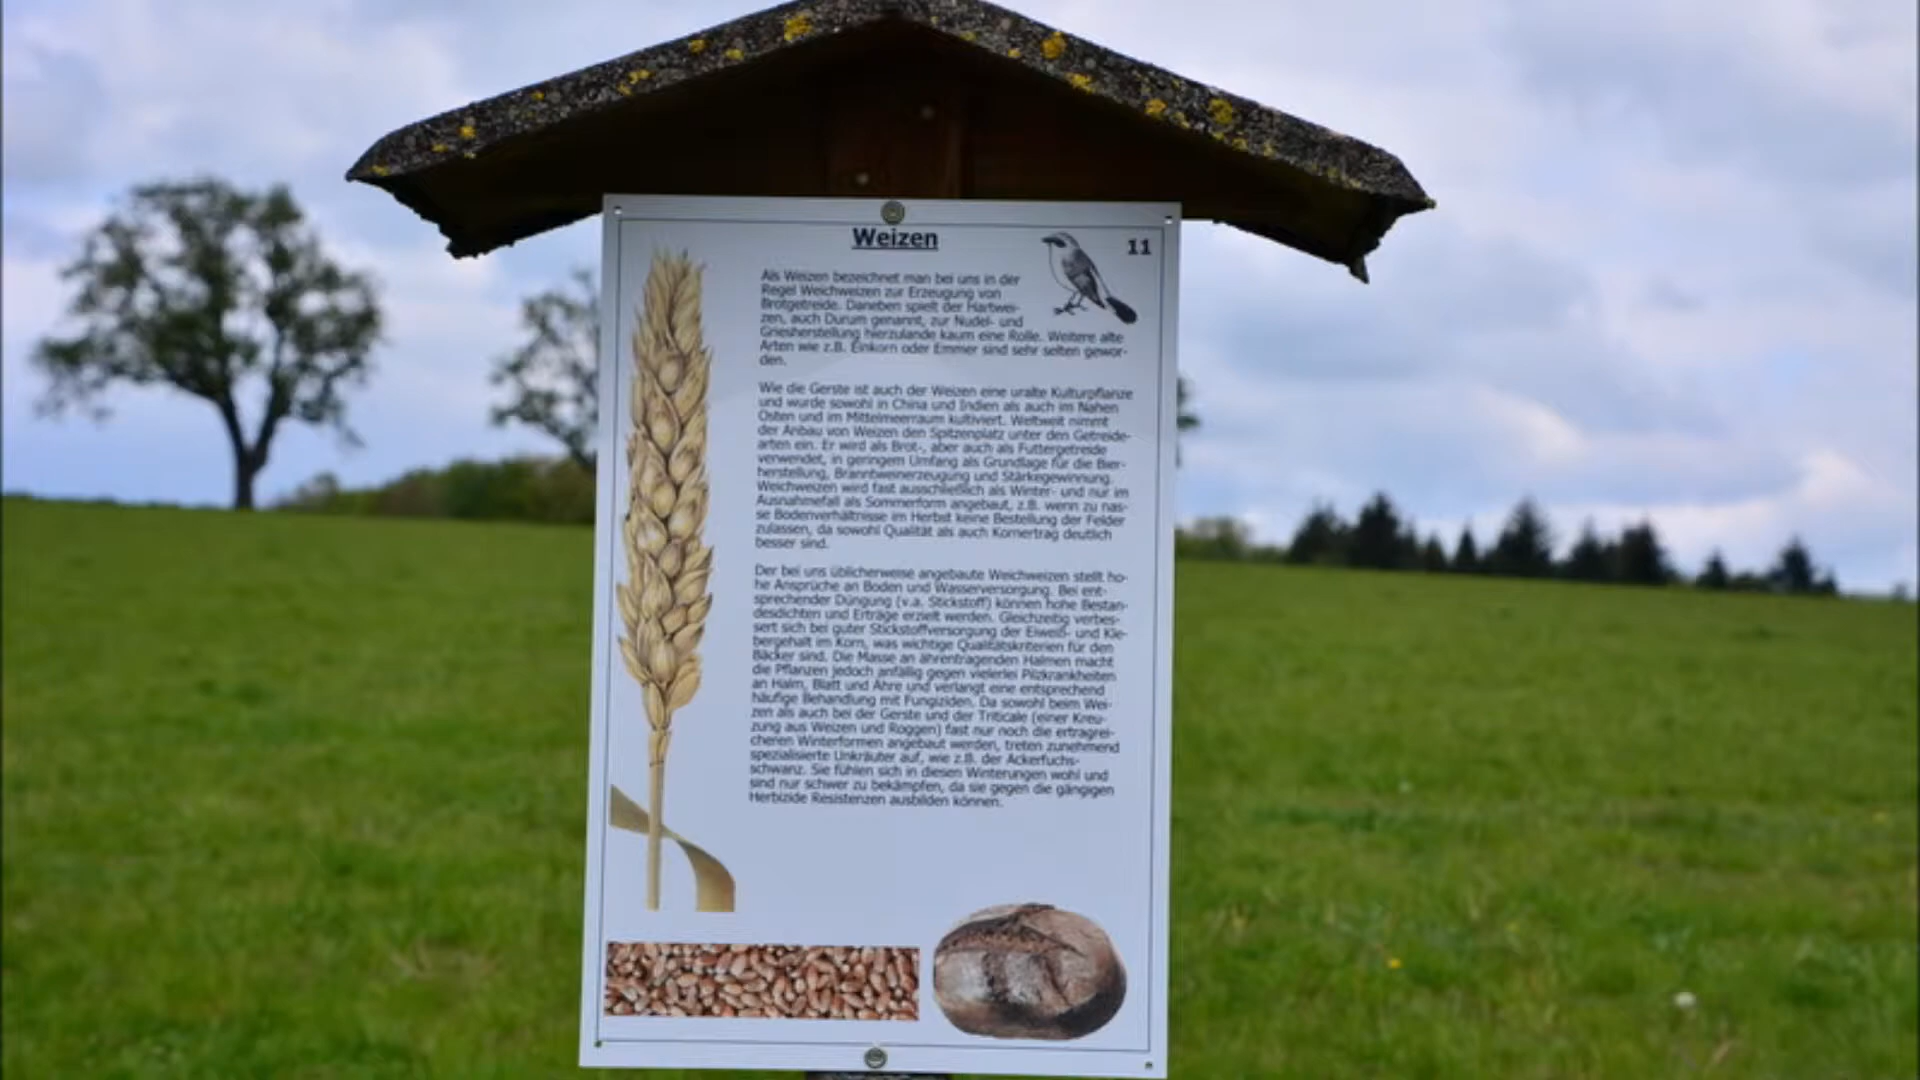 Weizen
11
Als Weizen bezeichnet man bei uns in der
Regel Weichweizen zur Erzeugung von
Brotgetreide. Daneben spielt der Hartwei-
zen, auch Durum genannt, zur Nudel- und
Griesherstellung hierzulande kaum eine Rolle. Weitere alte
Arten wie z.B. Einkorn oder Emmer sind sehr selten gewor-
den.
Wie die Gerste ist auch der Weizen eine uralte Kulturpflanze
und wurde sowohl in China und Indien als auch im Nahen
Osten und im Mittelmeerraum kultiviert. Weltweit nimmt
der Anbau von Weizen den Spitzenplatz unter den Getreide-
arten ein. Er wird als Brot-, aber auch als Futtergetreide
verwendet, in geringem Umfang als Grundlage für die Bier-
herstellung, Branntweinerzeugung und Stärkegewinnung.
Weichweizen wird fast ausschließlich als Winter- und nur im
Ausnahmefall als Sommerform angebaut, z.B. wenn zu nas-
se Bodenverhältnisse im Herbst keine Bestellung der Felder
zulassen, da sowohl Qualität als auch Kornertrag deutlich
besser sind.
Der bei uns üblicherweise angebaute Weichweizen stellt ho-
he Ansprüche an Boden und Wasserversorgung. Bei ent-
sprechender Düngung (v.a. Stickstoff) können hohe Bestan-
desdichten und Erträge erzielt werden. Gleichzeitig verbes-
sert sich bei guter Stickstoffversorgung der Eiweiß- und Kle-
bergehalt im Korn, was wichtige Qualitätskriterien für den
Bäcker sind. Die Masse an ährentragenden Halmen macht
die Pflanzen jedoch anfällig gegen vielerlei Pilzkrankheiten
an Halm, Blatt und Ähre und verlangt eine entsprechend
häufige Behandlung mit Fungiziden. Da sowohl beim Wei-
zen als auch bei der Gerste und der Triticale (einer Kreu-
zung aus Weizen und Roggen) fast nur noch die ertragrei-
cheren Winterformen angebaut werden, treten zunehmend
spezialisierte Unkräuter auf, wie z.B. der Ackerfuchs-
schwanz. Sie fühlen sich in diesen Winterungen wohl und
sind nur schwer zu bekämpfen, da sie gegen die gängigen
Herbizide Resistenzen ausbilden können.